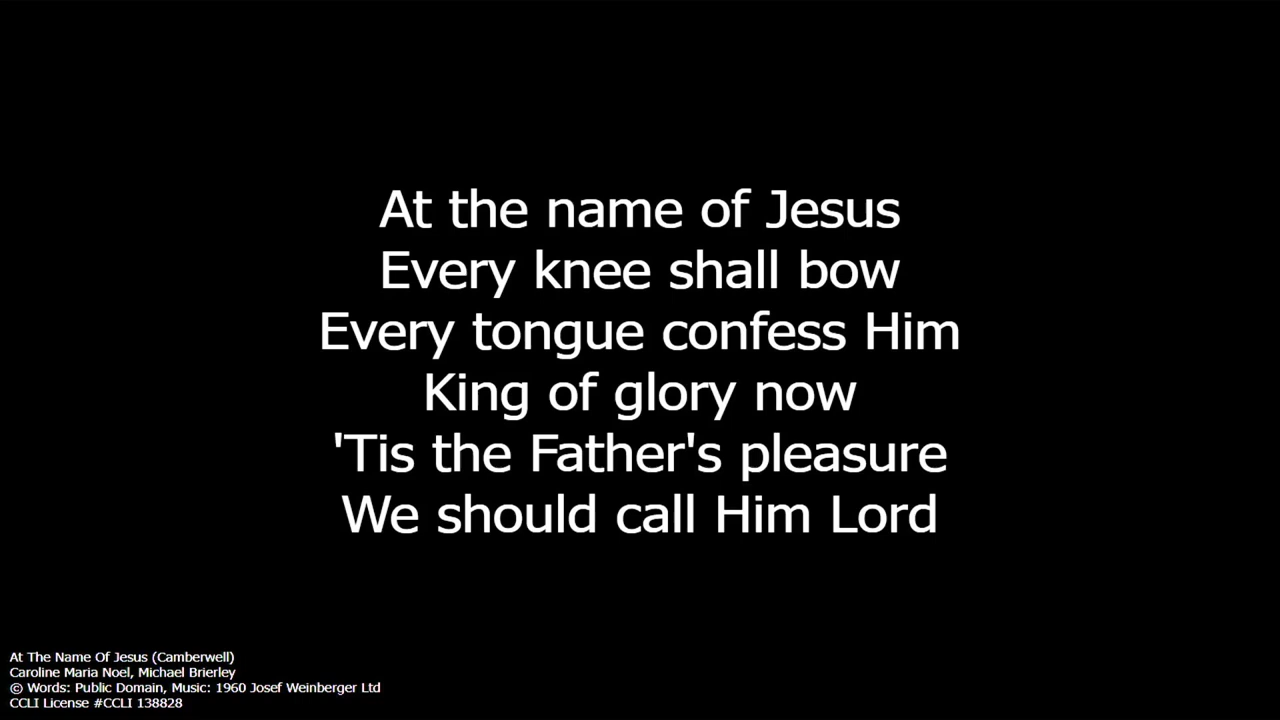 At the name of Jesus
Every knee shall bow
Every tongue confess Him
King of glory now
'Tis the Father's pleasure
We should call Him Lord
At The Name Of Jesus (Camberwell)
Caroline Maria Noel, Michael Brierley
© Words: Public Domain, Music: 1960 Josef Weinberger Ltd
CCLI License #CCLI 138828